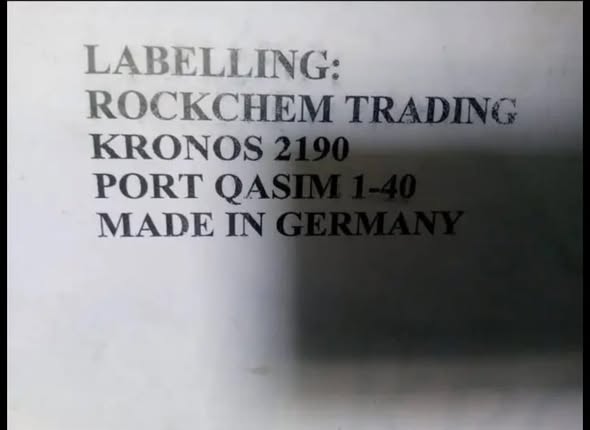 LABELLING:
ROCKCHEM TRADING
KRONOS 2190
PORT QASIM 1-40
MADE IN GERMANY